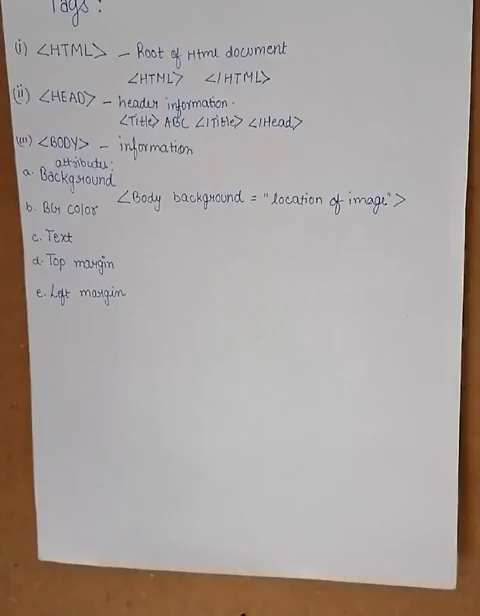 Tags :
(i) <HTML> - Root of Html document
<HTML> </HTML>
(ii) <HEAD> - header information.
<Title> ABC </Title> </Head>
(iii) <BODY> - information
attributes:
a. Background
<Body background = "location of image">
b. BG color
c. Text
d. Top margin
e. Left margin